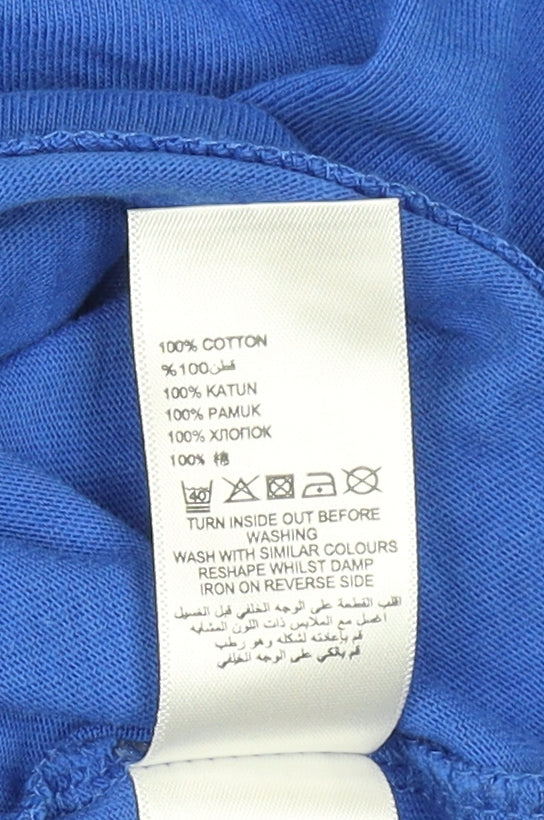 100% COTTON
%100قطن
100% KATUN
100% PAMUK
100% ХЛОПОК
100% 棉
40
TURN INSIDE OUT BEFORE
WASHING
WASH WITH SIMILAR COLOURS
RESHAPE WHILST DAMP
IRON ON REVERSE SIDE
اقلب القطعة على الوجه الخلفي قبل الغسيل
أغسل مع الملابس ذات اللون المشابه
قم بإعادته لشكله وهو رطب
قم بالكي على الوجه الخلفي